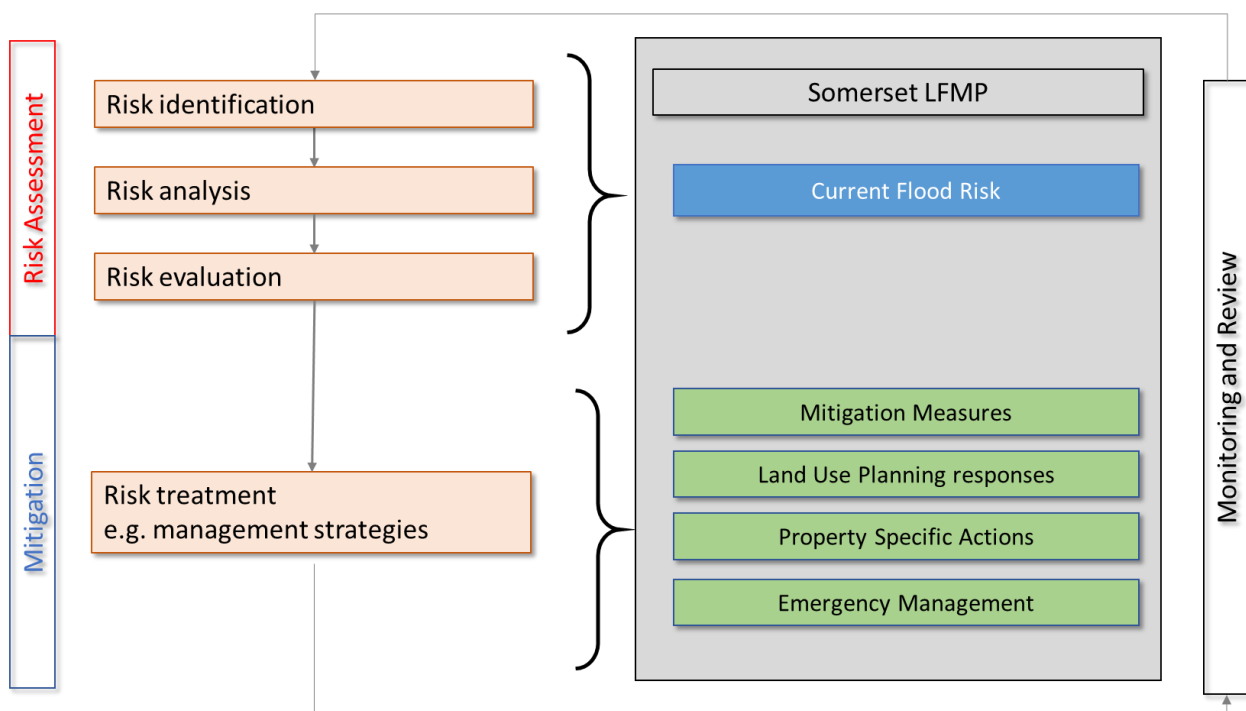 Risk Assessment
Mitigation
Risk identification
Risk analysis
Risk evaluation
Risk treatment
e.g. management strategies
Somerset LFMP
Current Flood Risk
Mitigation Measures
Land Use Planning responses
Property Specific Actions
Emergency Management
Monitoring and Review